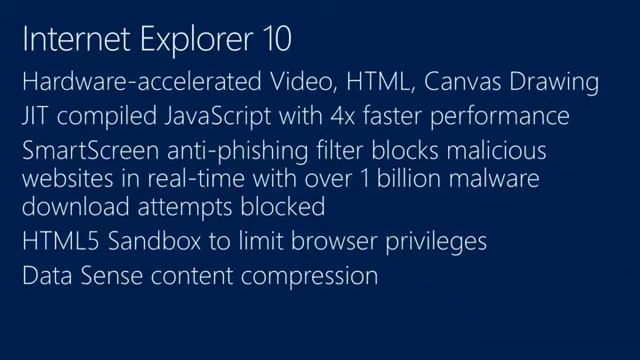 Internet Explorer 10
Hardware-accelerated Video, HTML, Canvas Drawing
JIT compiled JavaScript with 4x faster performance
SmartScreen anti-phishing filter blocks malicious
websites in real-time with over 1 billion malware
download attempts blocked
HTML5 Sandbox to limit browser privileges
Data Sense content compression